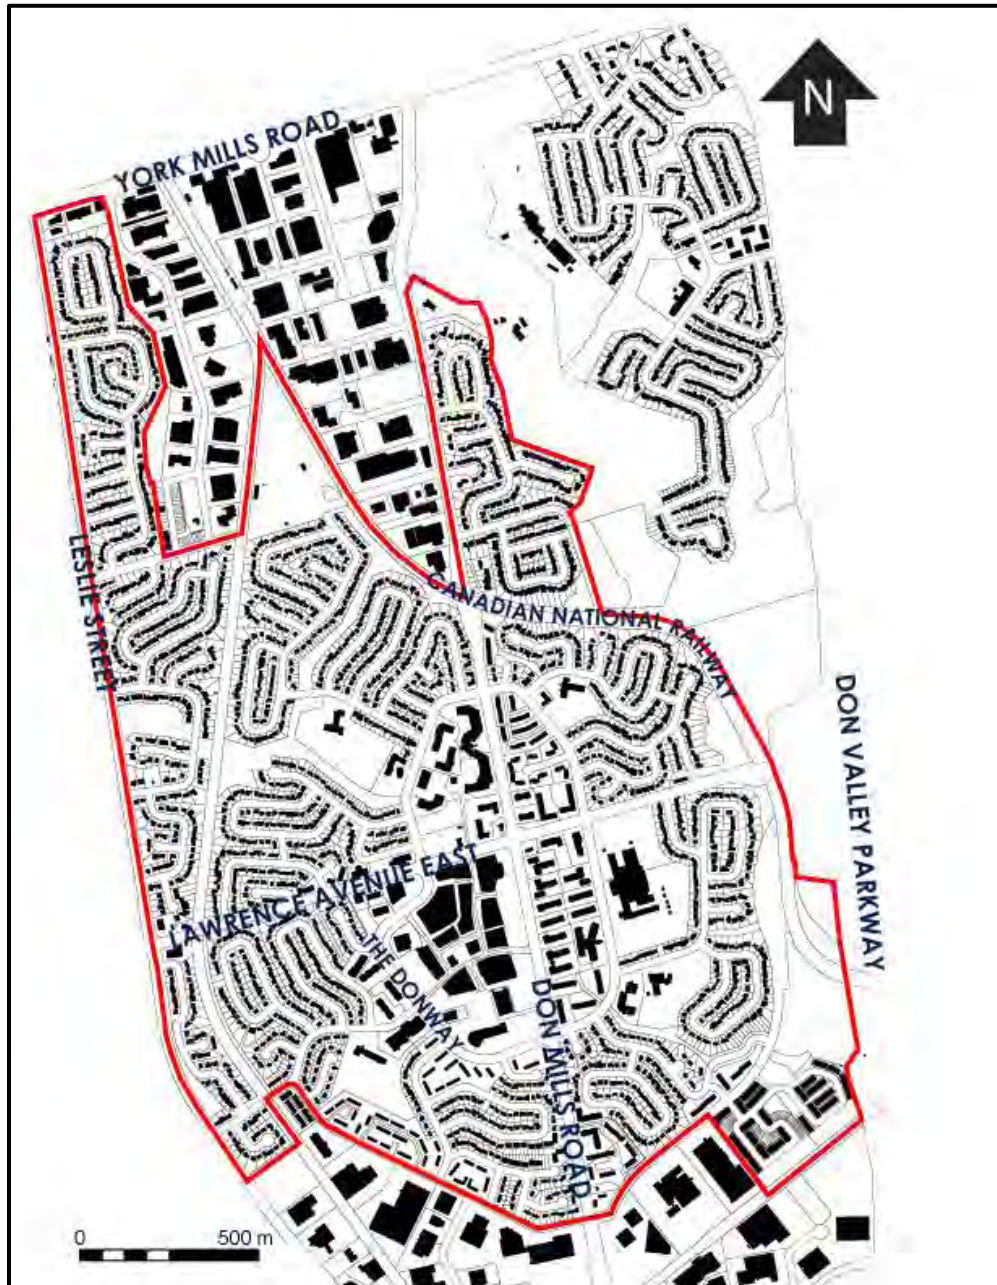 N
YORK MILLS ROAD
LESLIE STREET
CANADIAN NATIONAL RAILWAY
DON VALLEY PARKWAY
LAWRENCE AVENUE EAST
THE DONWAY
DON MILLS ROAD
0 500 m